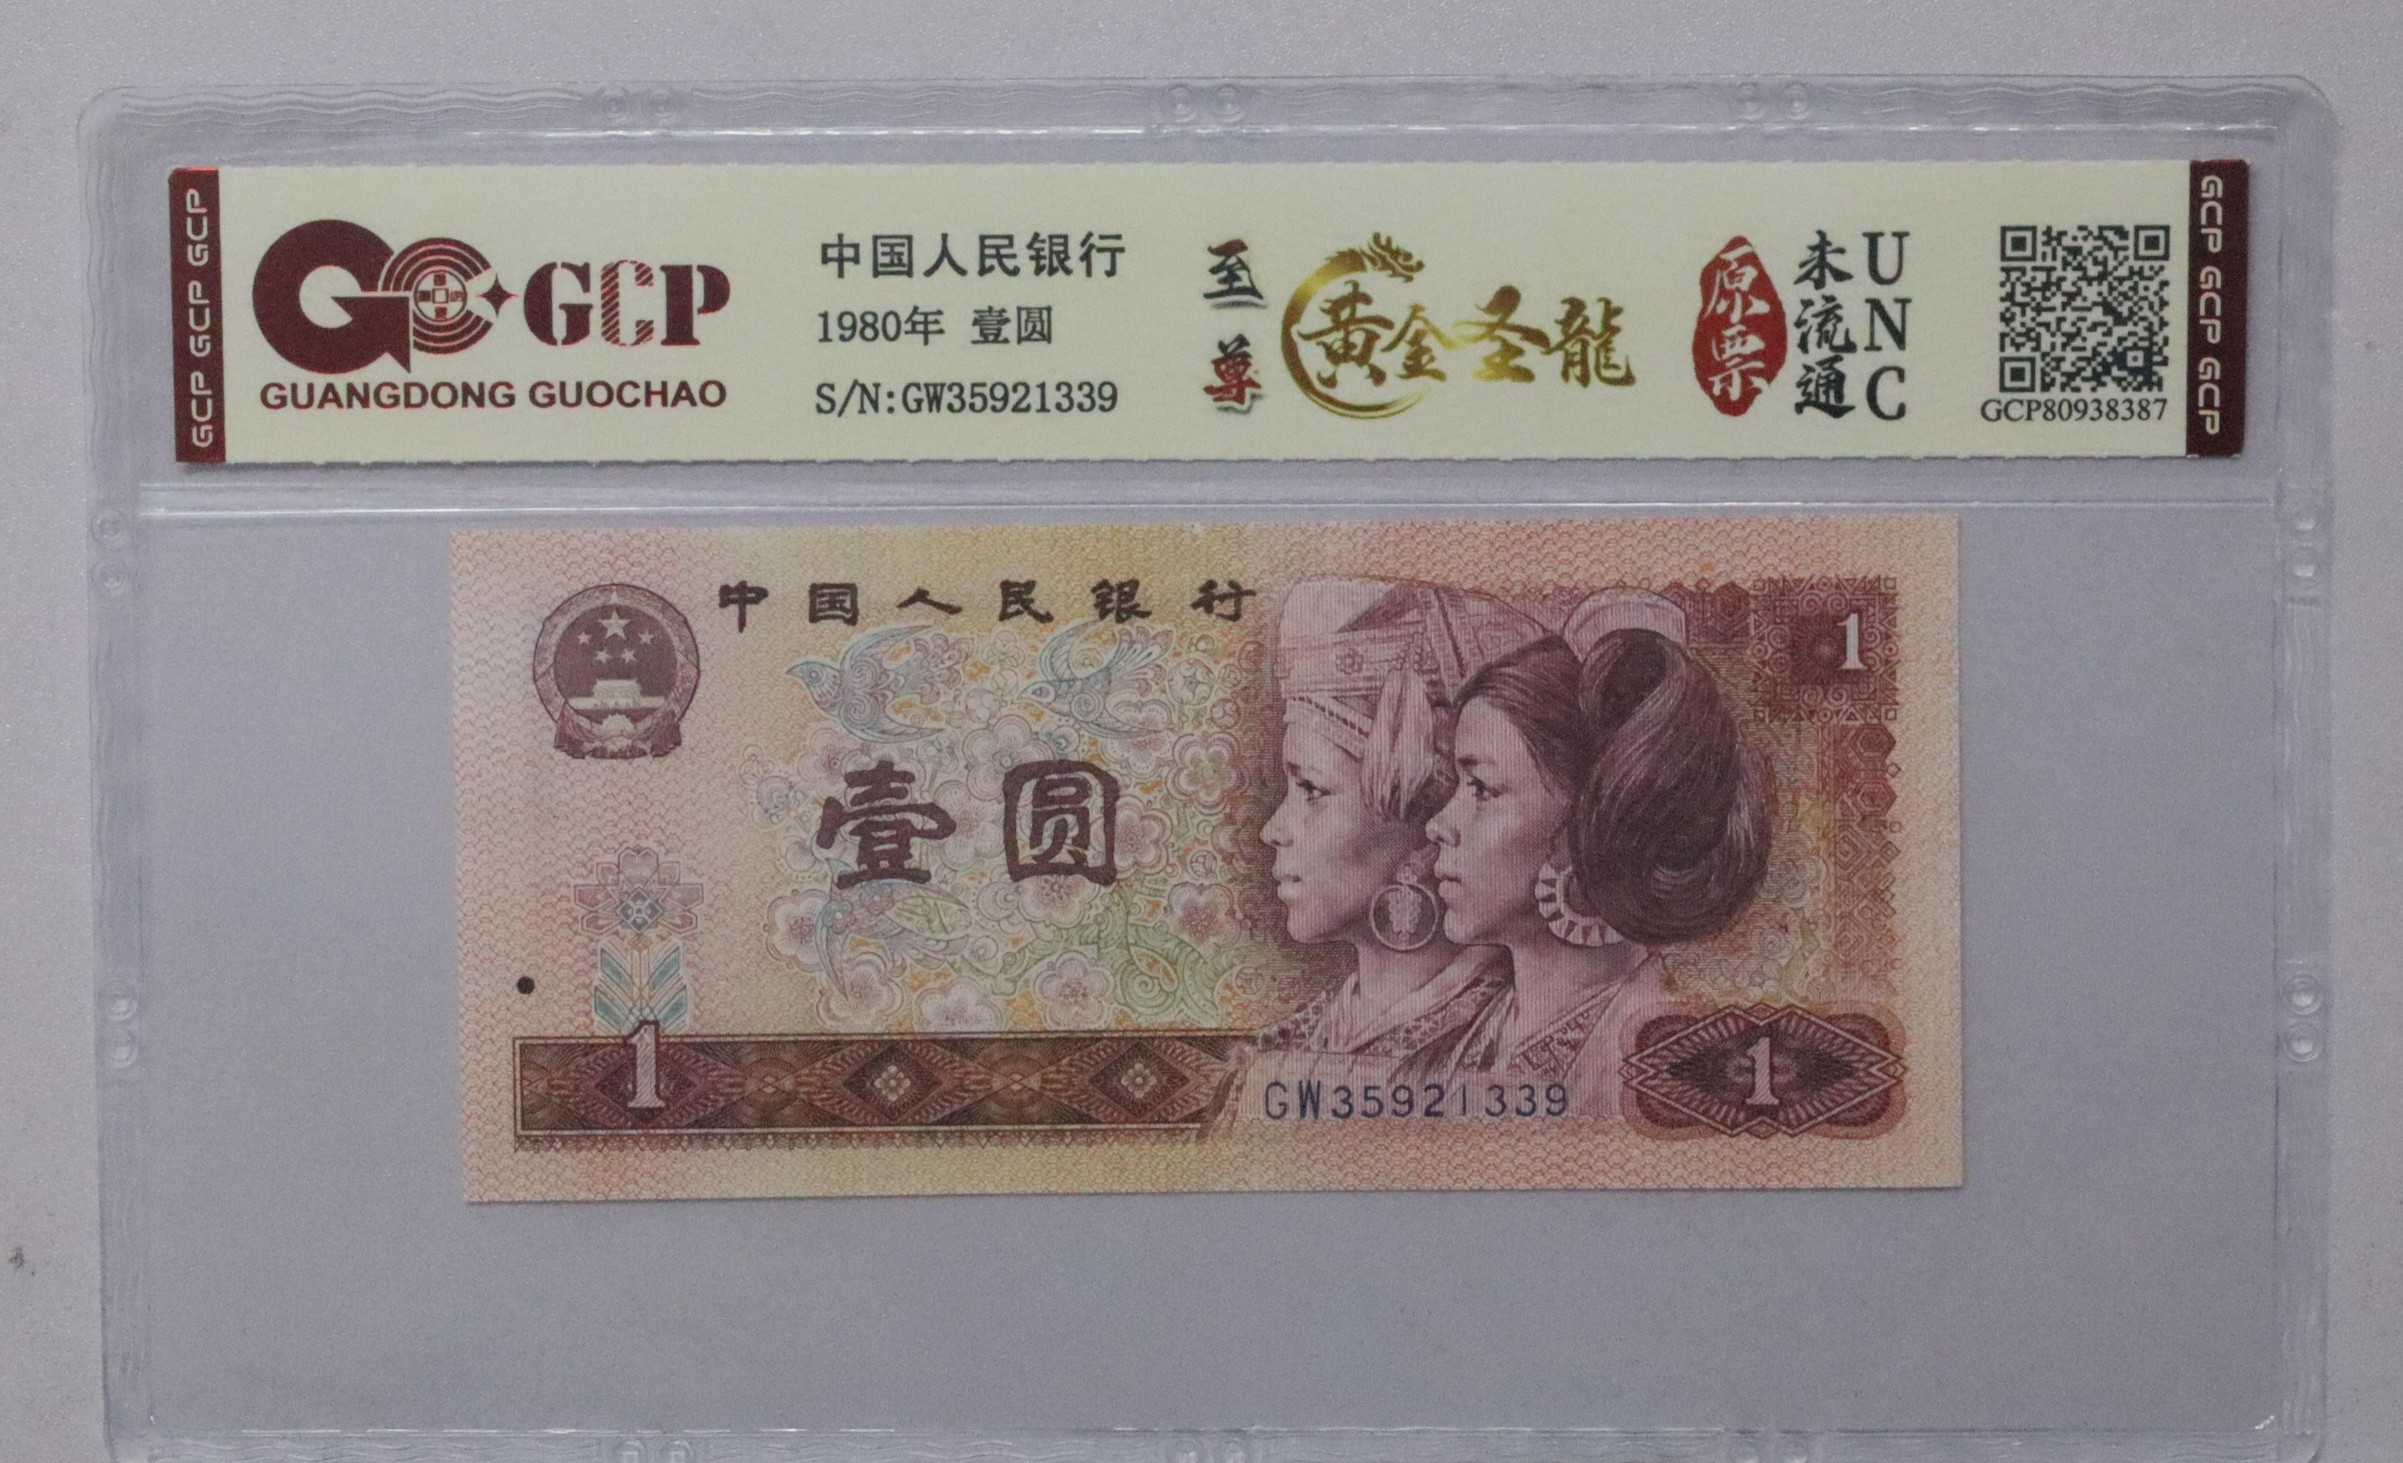 GCP GCP GCP
GCP
GUANGDONG GUOCHAO
中国人民银行
1980年 壹圆
S/N:GW35921339
至尊
黄金圣龍
原票
未流通
UNC
GCP80938387
GCP GCP GCP
中国人民银行
1
壹圆
1
GW35921339
1